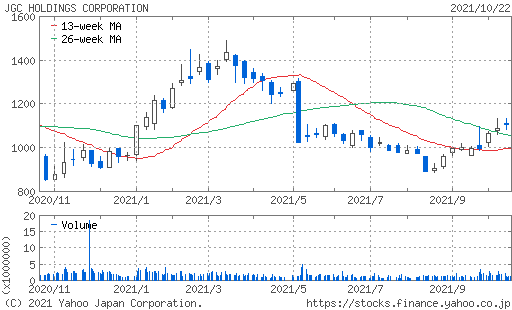 JGC HOLDINGS CORPORATION 2021/10/22
1600
13-week MA
26-week MA
1400
1200
1000
800
2020/11 2021/1 2021/3 2021/5 2021/7 2021/9
20
Volume
15
10
5
0
(x1000000)
2020/11 2021/1 2021/3 2021/5 2021/7 2021/9
(C) 2021 Yahoo Japan Corporation. https://stocks.finance.yahoo.co.jp/